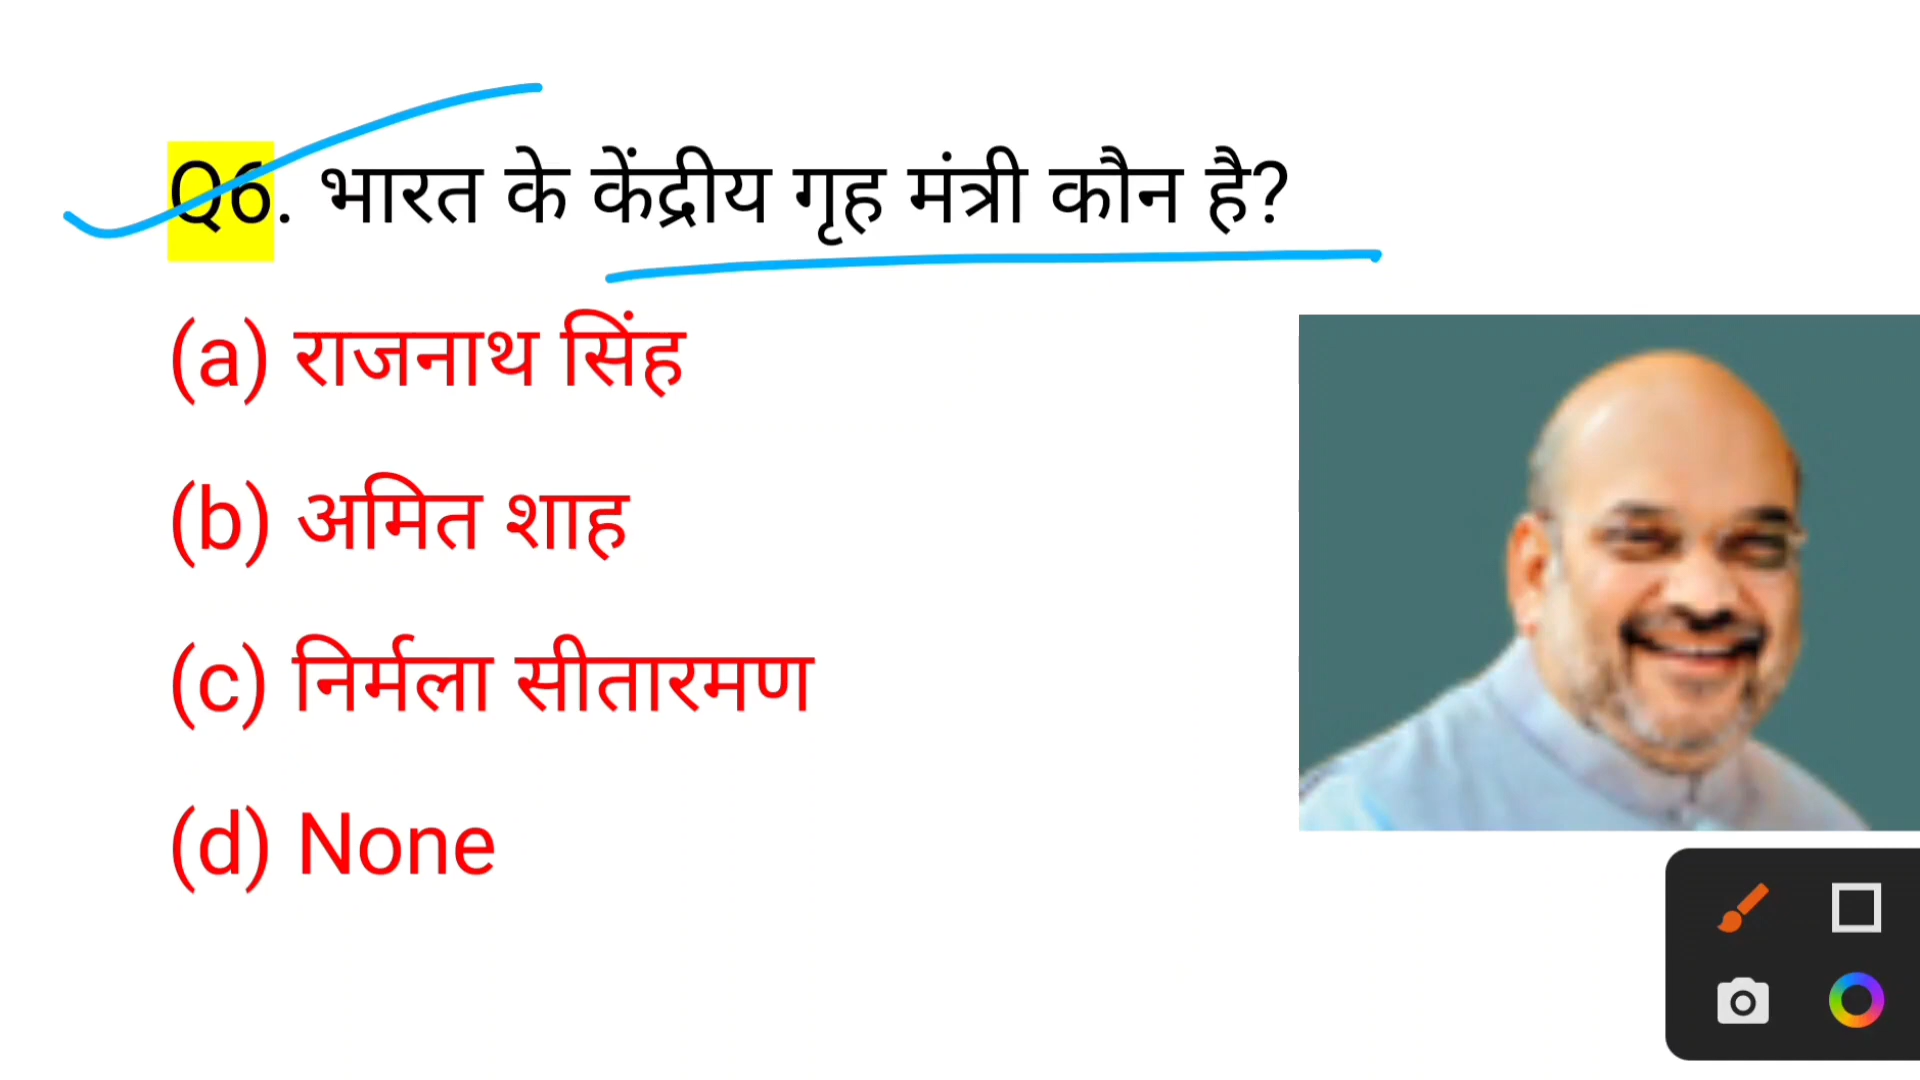 Q6. भारत के केंद्रीय गृह मंत्री कौन है?
(a) राजनाथ सिंह
(b) अमित शाह
(c) निर्मला सीतारमण
(d) None